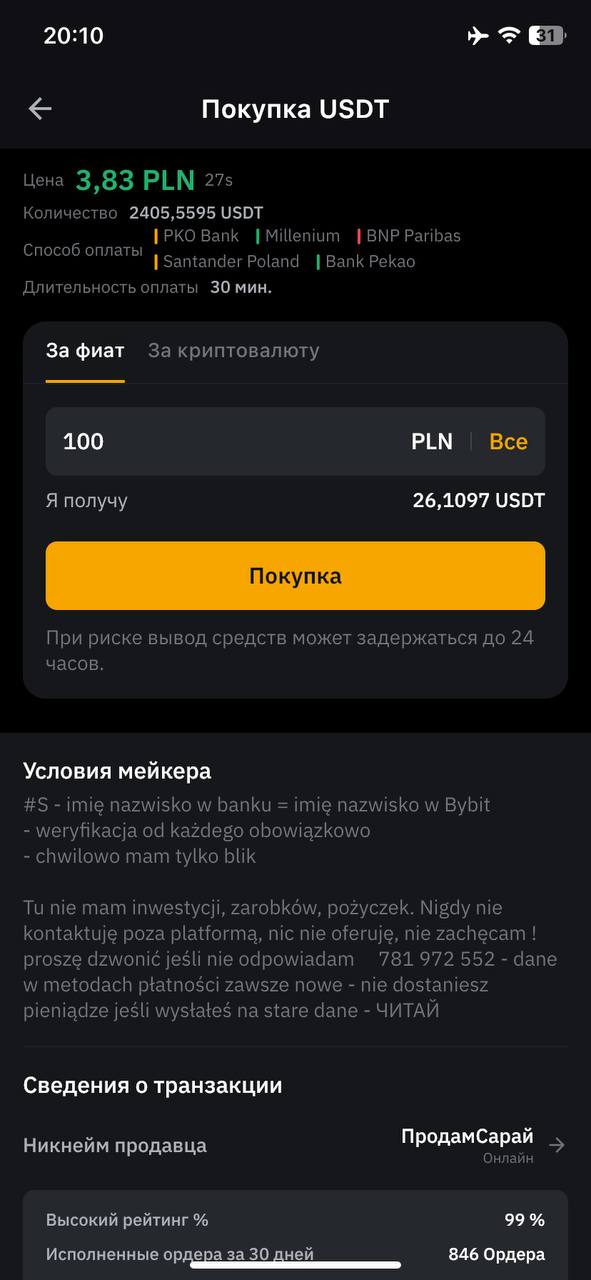 20:10
31
Покупка USDT
Цена 3,83 PLN 27s
Количество 2405,5595 USDT
Способ оплаты PKO Bank Millenium BNP Paribas
Santander Poland Bank Pekao
Длительность оплаты 30 мин.
За фиат За криптовалюту
100 PLN Все
Я получу 26,1097 USDT
Покупка
При риске вывод средств может задержаться до 24
часов.
Условия мейкера
#S - imię nazwisko w banku = imię nazwisko w Bybit
- weryfikacja od każdego obowiązkowo
- chwilowo mam tylko blik
Tu nie mam inwestycji, zarobków, pożyczek. Nigdy nie
kontaktuję poza platformą, nic nie oferuję, nie zachęcam !
proszę dzwonić jeśli nie odpowiadam 781 972 552 - dane
w metodach płatności zawsze nowe - nie dostaniesz
pieniądze jeśli wysłałeś na stare dane - ЧИТАЙ
Сведения о транзакции
Никнейм продавца ПродамСарай
Онлайн
Высокий рейтинг % 99 %
Исполненные ордера за 30 дней 846 Ордера